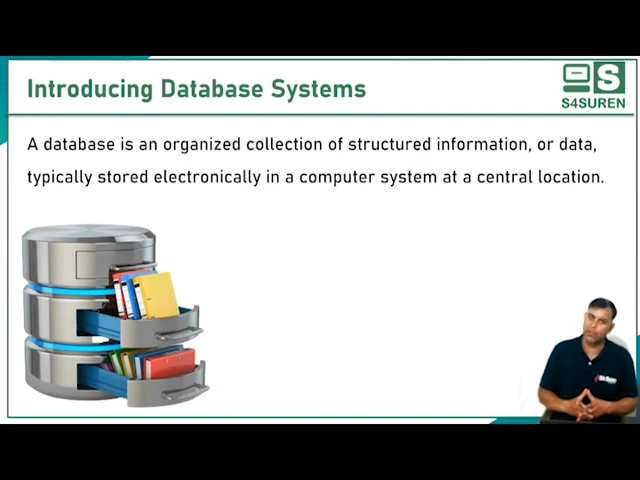 Introducing Database Systems
S4SUREN
A database is an organized collection of structured information, or data,
typically stored electronically in a computer system at a central location.